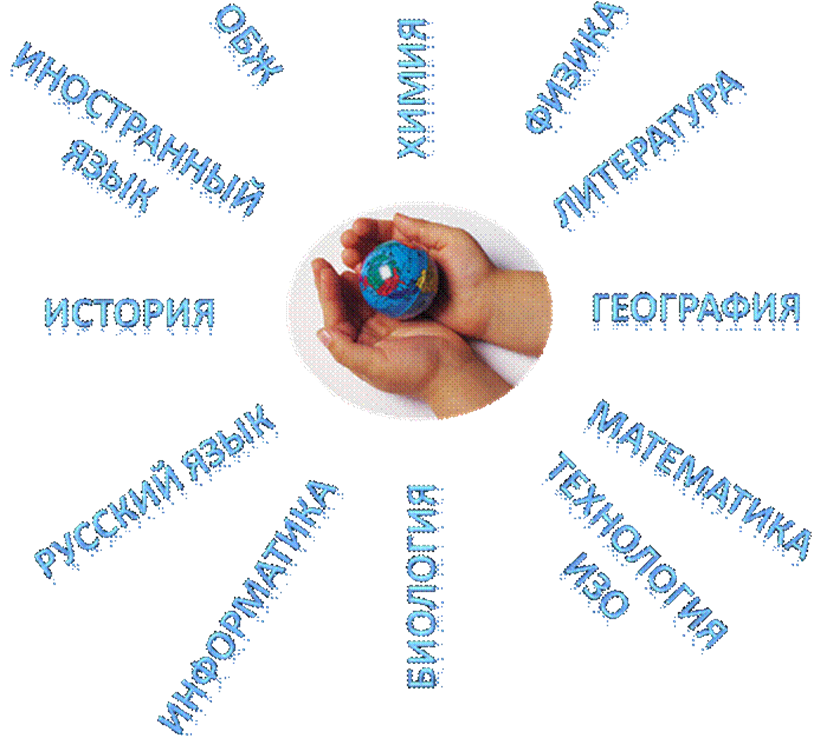 ОБЖ
ХИМИЯ
ФИЗИКА
ИНОСТРАННЫЙ
ЯЗЫК
ЛИТЕРАТУРА
ИСТОРИЯ
ГЕОГРАФИЯ
РУССКИЙ ЯЗЫК
МАТЕМАТИКА
ИНФОРМАТИКА
БИОЛОГИЯ
ТЕХНОЛОГИЯ
ИЗО